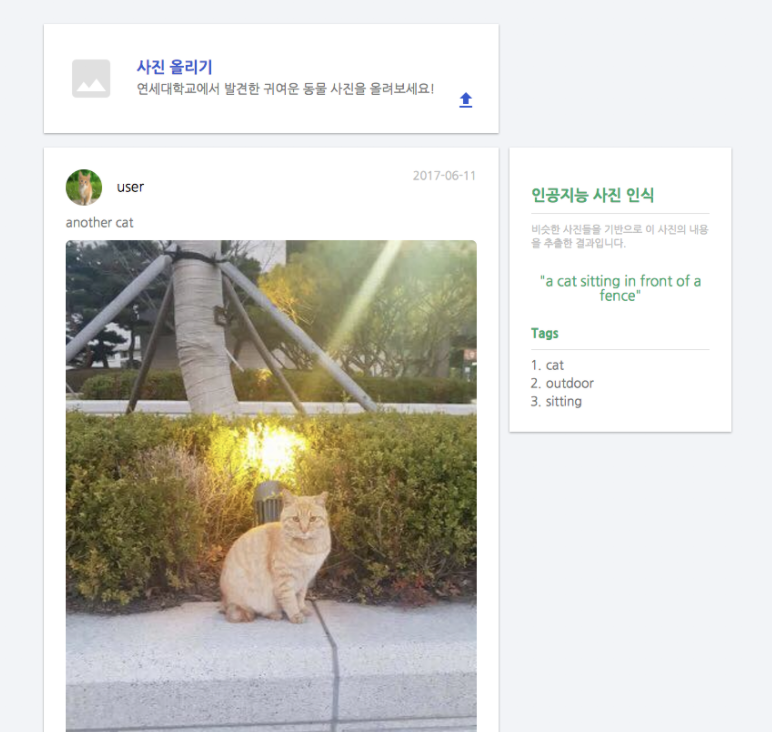 사진 올리기
연세대학교에서 발견한 귀여운 동물 사진을 올려보세요!
user
2017-06-11
another cat
인공지능 사진 인식
비슷한 사진들을 기반으로 이 사진의 내용
을 추출한 결과입니다.
"a cat sitting in front of a
fence"
Tags
1. cat
2. outdoor
3. sitting